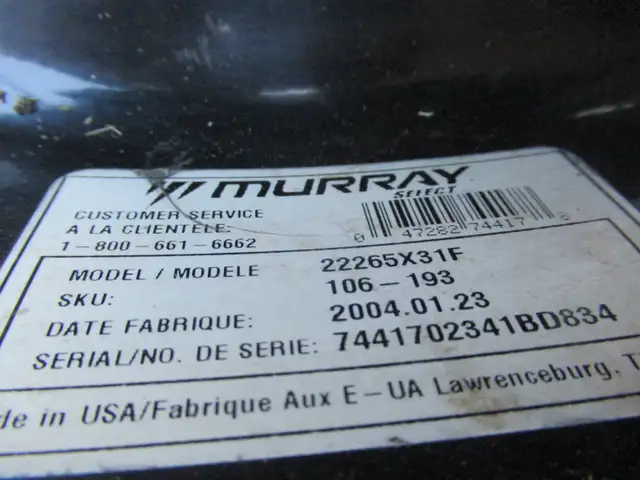 MURRAY
SELECT
CUSTOMER SERVICE
A LA CLIENTELE:
1-800-661-6662
0 47282 74417 8
MODEL / MODELE 22265X31F
SKU: 106-193
DATE FABRIQUE: 2004.01.23
SERIAL/NO. DE SERIE: 7441702341BD834
in USA/Fabrique Aux E-UA Lawrenceburg,